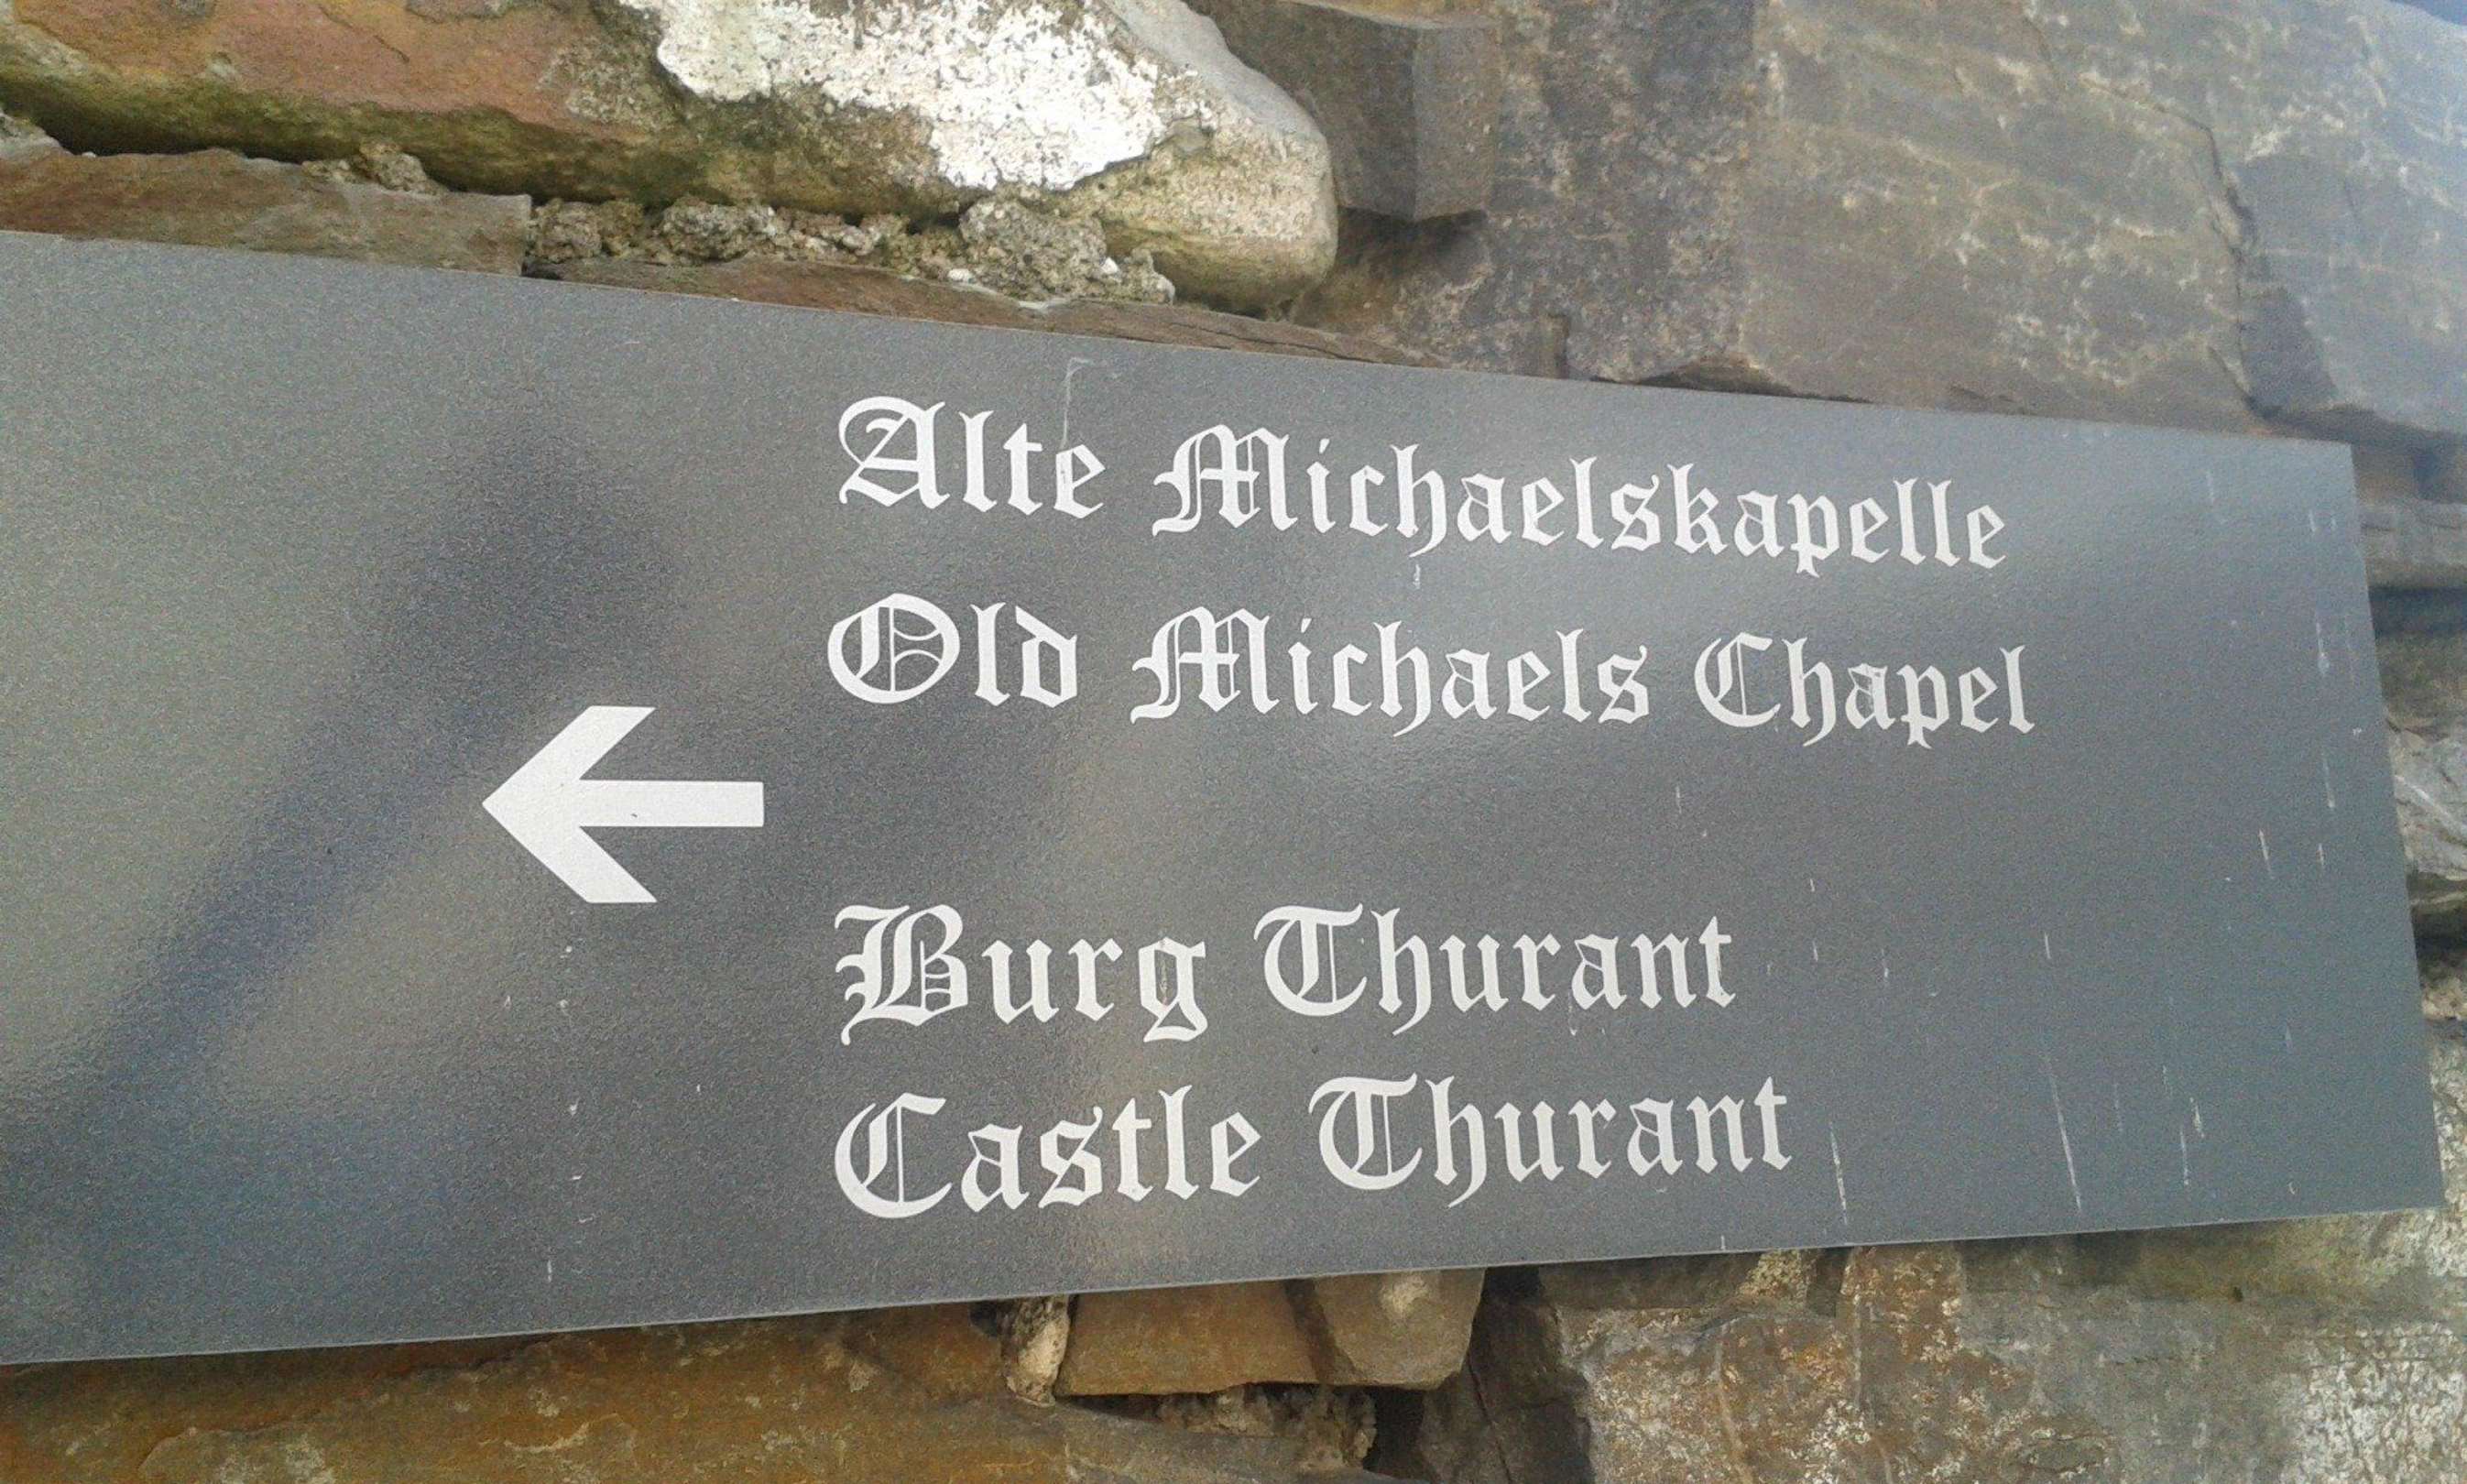 Alte Michaelskapelle
Old Michaels Chapel
Burg Thurant
Castle Thurant